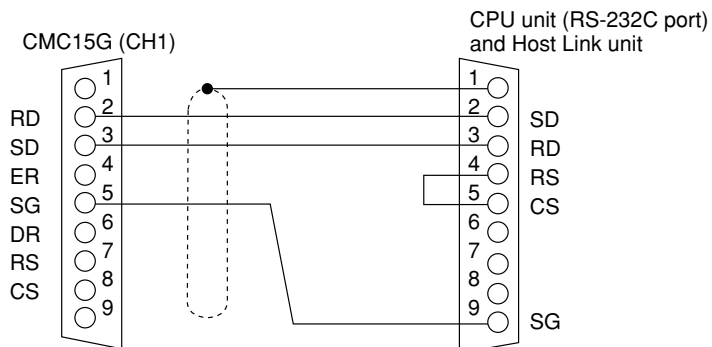 CPU unit (RS-232C port)
and Host Link unit
CMC15G (CH1)
1
RD 2
SD 3
ER 4
SG 5
DR 6
RS 7
CS 8
9
1
2 SD
3 RD
4 RS
5 CS
6
7
8
9 SG